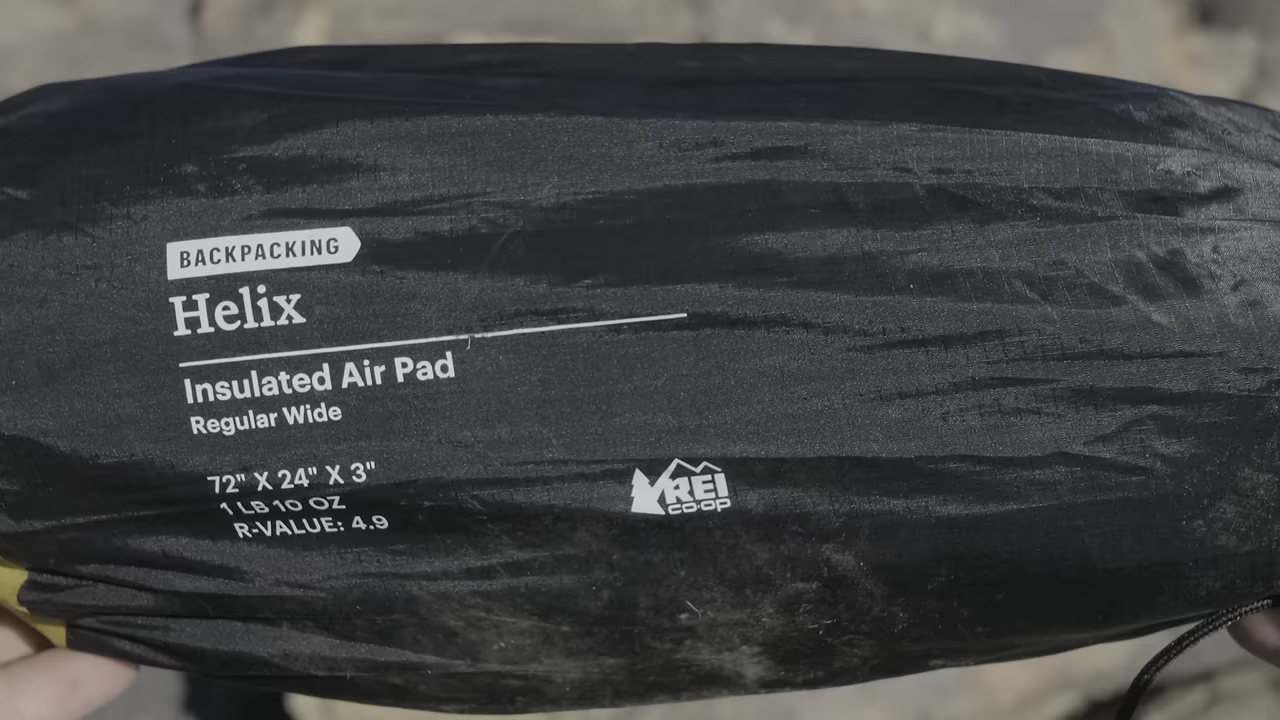 BACKPACKING
Helix
Insulated Air Pad
Regular Wide
72" X 24" X 3"
1 LB 10 OZ
R-VALUE: 4.9
REI
CO·OP